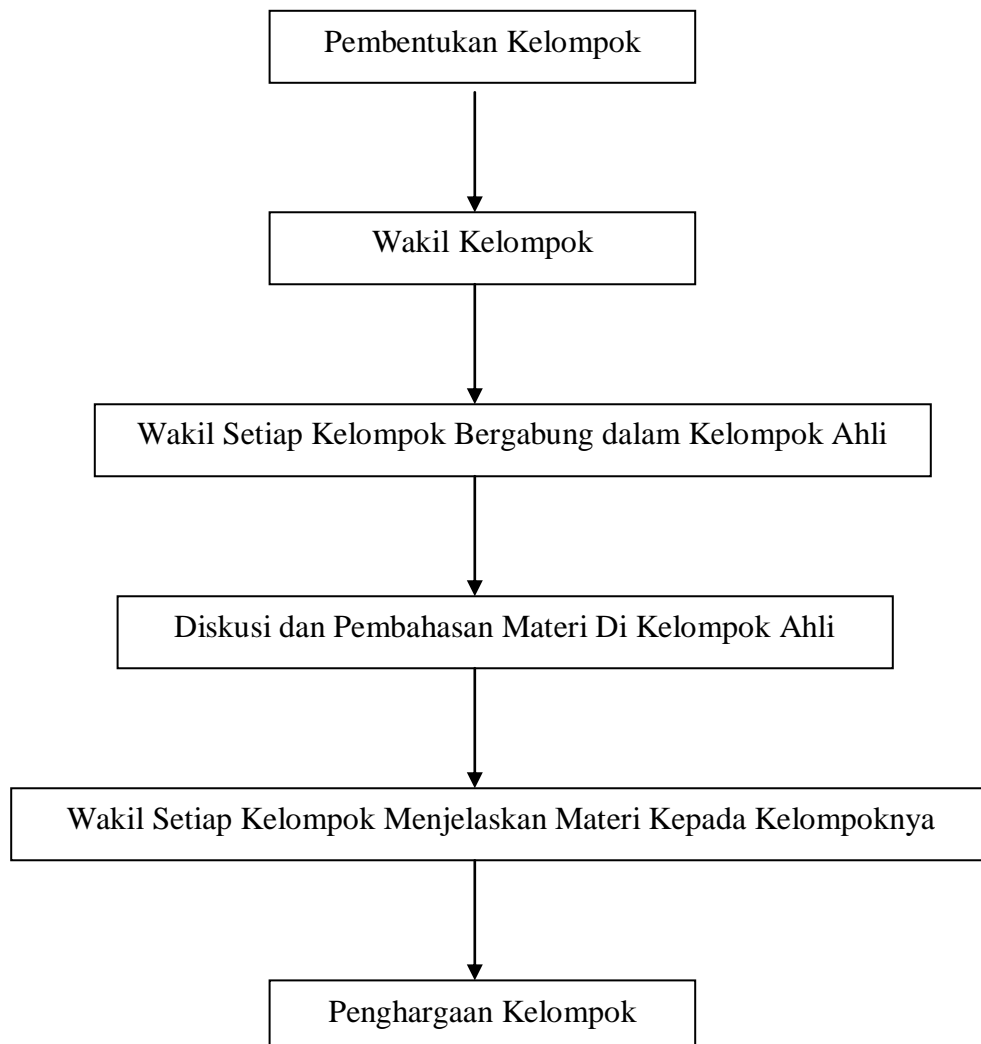 Pembentukan Kelompok
Wakil Kelompok
Wakil Setiap Kelompok Bergabung dalam Kelompok Ahli
Diskusi dan Pembahasan Materi Di Kelompok Ahli
Wakil Setiap Kelompok Menjelaskan Materi Kepada Kelompoknya
Penghargaan Kelompok